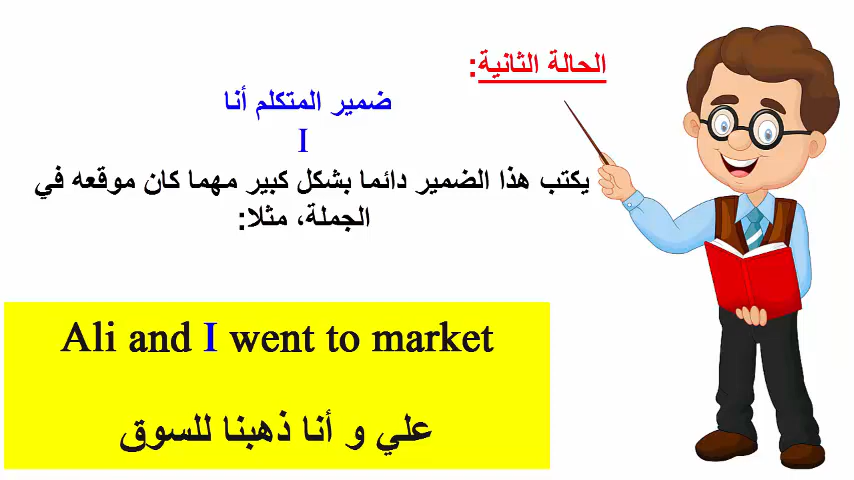 الحالة الثانية:
ضمير المتكلم أنا
I
يكتب هذا الضمير دائما بشكل كبير مهما كان موقعه في
الجملة، مثلا:
Ali and I went to market
علي و أنا ذهبنا للسوق